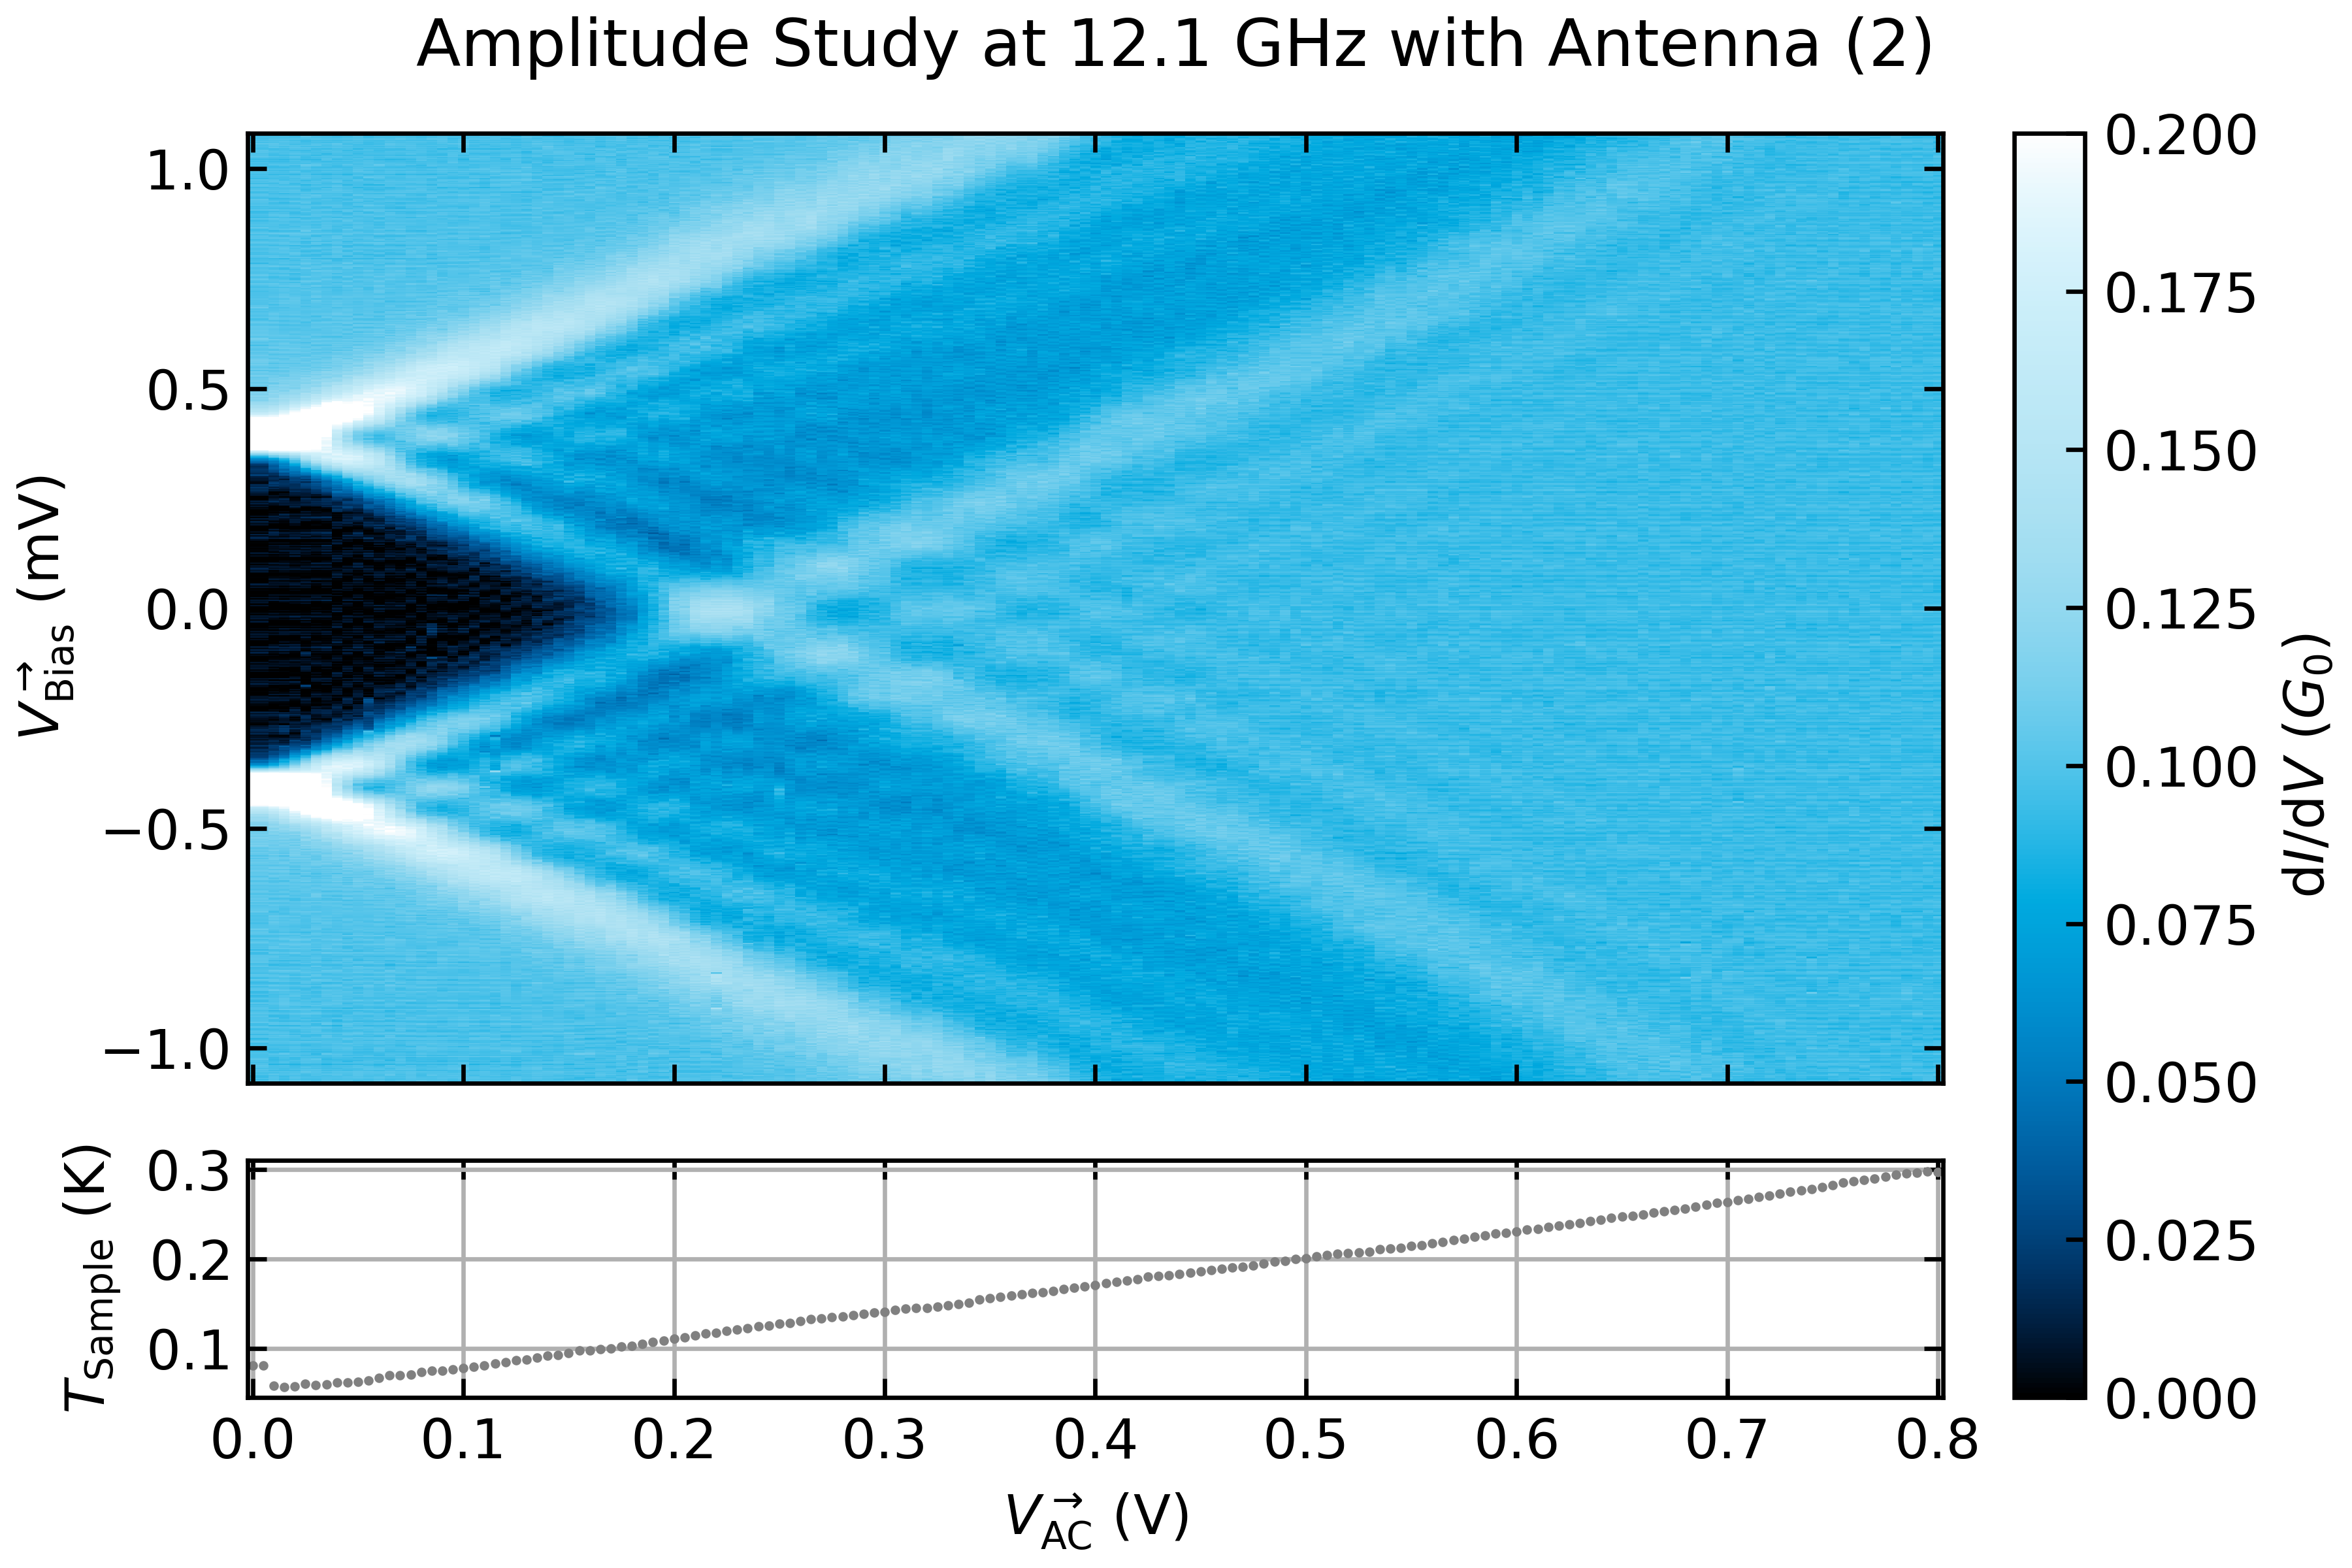 Amplitude Study at 12.1 GHz with Antenna (2)
1.0
0.5
0.0
−0.5
−1.0
V→Bias (mV)
0.200
0.175
0.150
0.125
0.100
0.075
0.050
0.025
0.000
dI/dV (G0)
0.3
0.2
0.1
TSample (K)
0.0 0.1 0.2 0.3 0.4 0.5 0.6 0.7 0.8
V→AC (V)